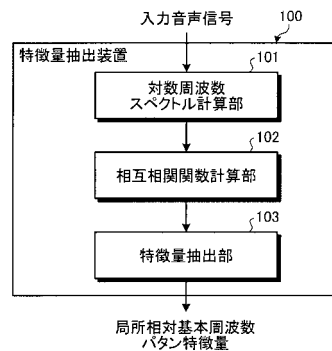 入力音声信号
100
特徴量抽出装置
101
対数周波数
スペクトル計算部
102
相互相関関数計算部
103
特徴量抽出部
局所相対基本周波数
パタン特徴量